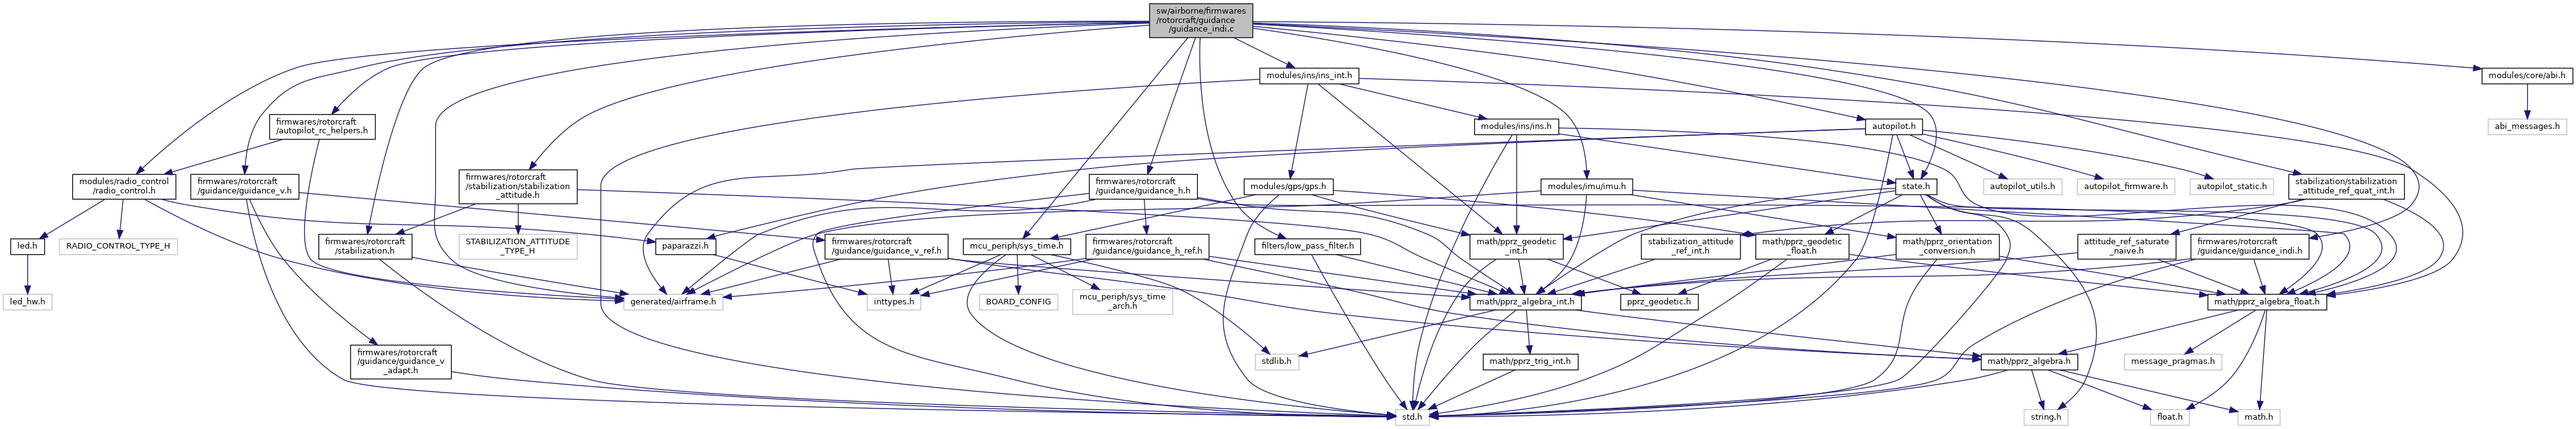 sw/airborne/firmwares
/rotorcraft/guidance
/guidance_indi.c
modules/ins/ins_int.h
modules/core/abi.h
firmwares/rotorcraft
/autopilot_rc_helpers.h
modules/ins/ins.h
autopilot.h
abi_messages.h
modules/radio_control
/radio_control.h
firmwares/rotorcraft
/guidance/guidance_v.h
firmwares/rotorcraft
/stabilization/stabilization
_attitude.h
firmwares/rotorcraft
/guidance/guidance_h.h
modules/gps/gps.h
modules/imu/imu.h
state.h
autopilot_utils.h
autopilot_firmware.h
autopilot_static.h
stabilization/stabilization
_attitude_ref_quat_int.h
led.h
RADIO_CONTROL_TYPE_H
firmwares/rotorcraft
/stabilization.h
STABILIZATION_ATTITUDE
_TYPE_H
paparazzi.h
firmwares/rotorcraft
/guidance/guidance_v_ref.h
mcu_periph/sys_time.h
firmwares/rotorcraft
/guidance/guidance_h_ref.h
filters/low_pass_filter.h
math/pprz_geodetic
_int.h
stabilization_attitude
_ref_int.h
math/pprz_geodetic
_float.h
math/pprz_orientation
_conversion.h
attitude_ref_saturate
_naive.h
firmwares/rotorcraft
/guidance/guidance_indi.h
led_hw.h
generated/airframe.h
inttypes.h
BOARD_CONFIG
mcu_periph/sys_time
_arch.h
math/pprz_algebra_int.h
pprz_geodetic.h
math/pprz_algebra_float.h
firmwares/rotorcraft
/guidance/guidance_v
_adapt.h
stdlib.h
math/pprz_trig_int.h
math/pprz_algebra.h
message_pragmas.h
std.h
string.h
float.h
math.h